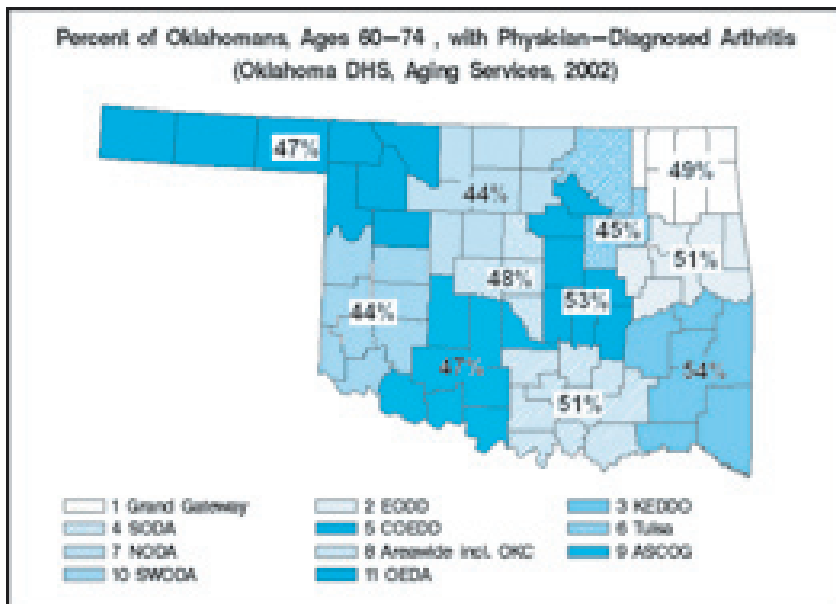 Percent of Oklahomans, Ages 60–74 , with Physician–Diagnosed Arthritis
(Oklahoma DHS, Aging Services, 2002)
47%
44%
49%
45%
51%
48%
53%
44%
47%
54%
51%
1 Grand Gateway
2 EODD
3 KEDDO
4 SODA
5 COEDD
6 Tulsa
7 NODA
8 Areawide incl. OKC
9 ASCOG
10 SWODA
11 OEDA